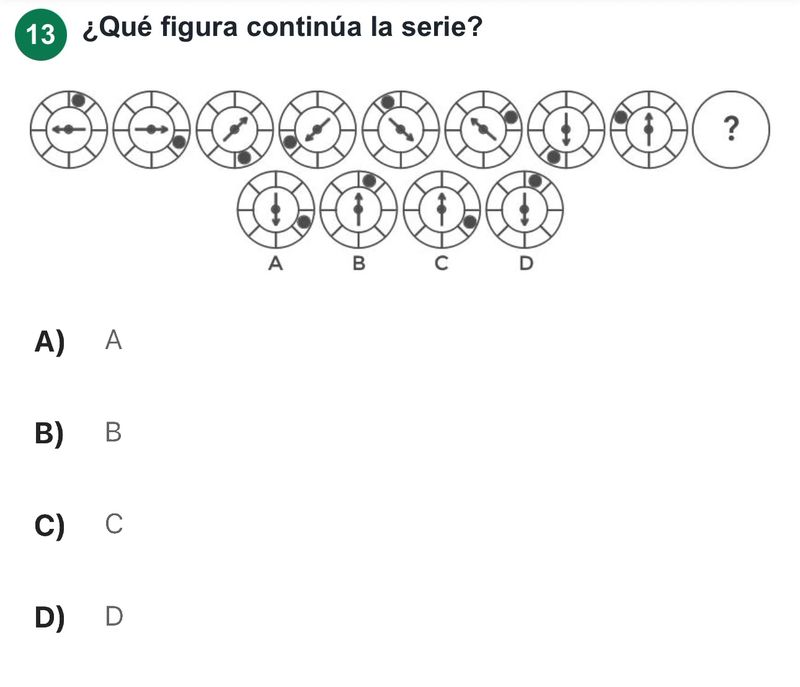 13 ¿Qué figura continúa la serie?
?
A B C D
A) A
B) B
C) C
D) D